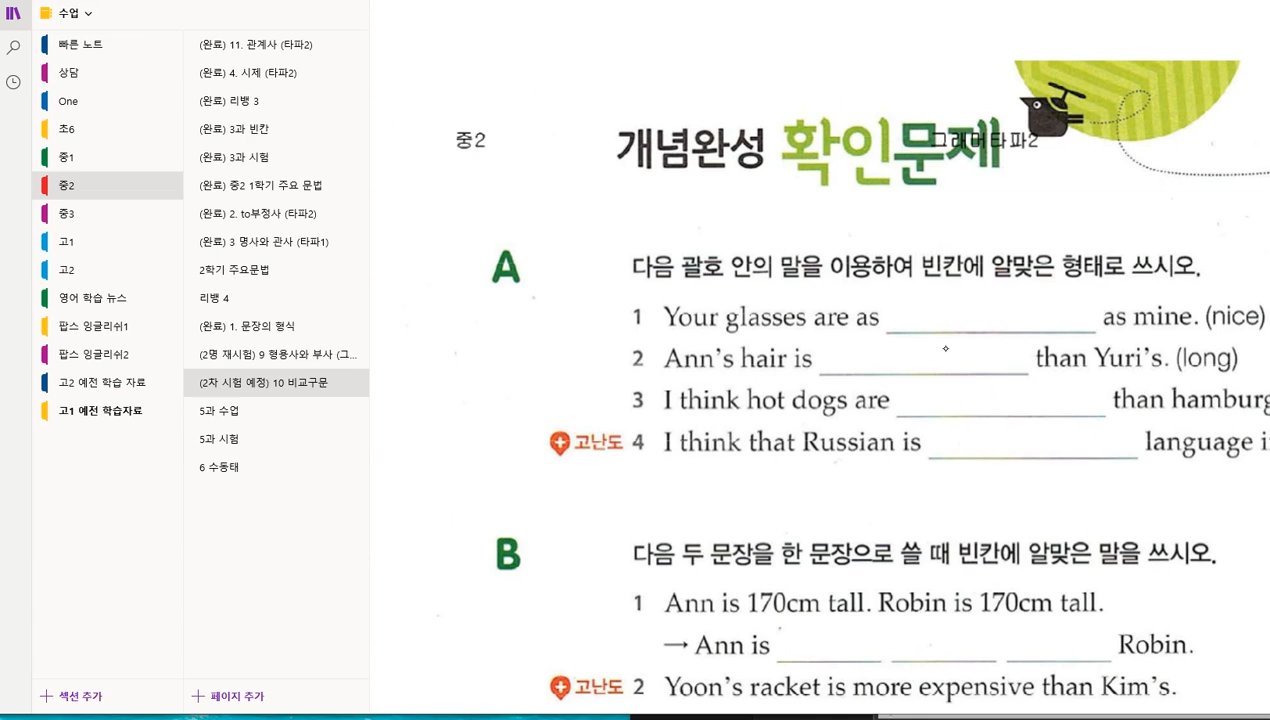 수업
빠른 노트
상담
One
초6
중1
중2
중3
고1
고2
영어 학습 뉴스
팝스 잉글리쉬1
팝스 잉글리쉬2
고2 예전 학습 자료
고1 예전 학습자료
섹션 추가
(완료) 11. 관계사 (타파2)
(완료) 4. 시제 (타파2)
(완료) 리뱅 3
(완료) 3과 빈칸
(완료) 3과 시험
(완료) 중2 1학기 주요 문법
(완료) 2. to부정사 (타파2)
(완료) 3 명사와 관사 (타파1)
2학기 주요문법
리뱅 4
(완료) 1. 문장의 형식
(2명 재시험) 9 형용사와 부사 (그...
(2차 시험 예정) 10 비교구문
5과 수업
5과 시험
6 수동태
페이지 추가
중2
그래머타파2
개념완성 확인문제
A 다음 괄호 안의 말을 이용하여 빈칸에 알맞은 형태로 쓰시오.
1 Your glasses are as ____ as mine. (nice)
2 Ann's hair is ____ than Yuri's. (long)
3 I think hot dogs are ____ than hamburg
고난도 4 I think that Russian is ____ language i
B 다음 두 문장을 한 문장으로 쓸 때 빈칸에 알맞은 말을 쓰시오.
1 Ann is 170cm tall. Robin is 170cm tall.
→ Ann is ____ ____ ____ Robin.
고난도 2 Yoon's racket is more expensive than Kim's.